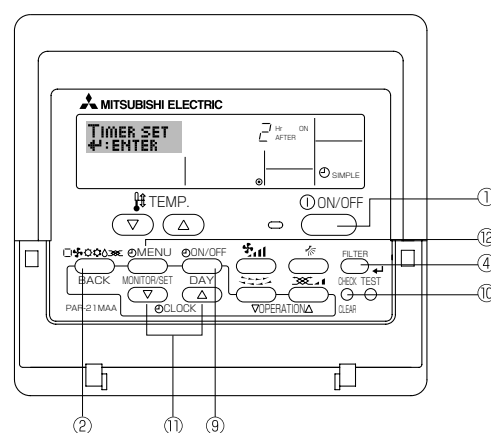 MITSUBISHI ELECTRIC
TIMER SET
:ENTER
2 Hr ON
AFTER
SIMPLE
TEMP.
ON/OFF
①
MENU
ON/OFF
⑫
BACK
MONITOR/SET
DAY
FILTER
④
CHECK TEST
PAR-21MAA
CLOCK
▽OPERATION△
CLEAR
⑩
② ⑪ ⑨